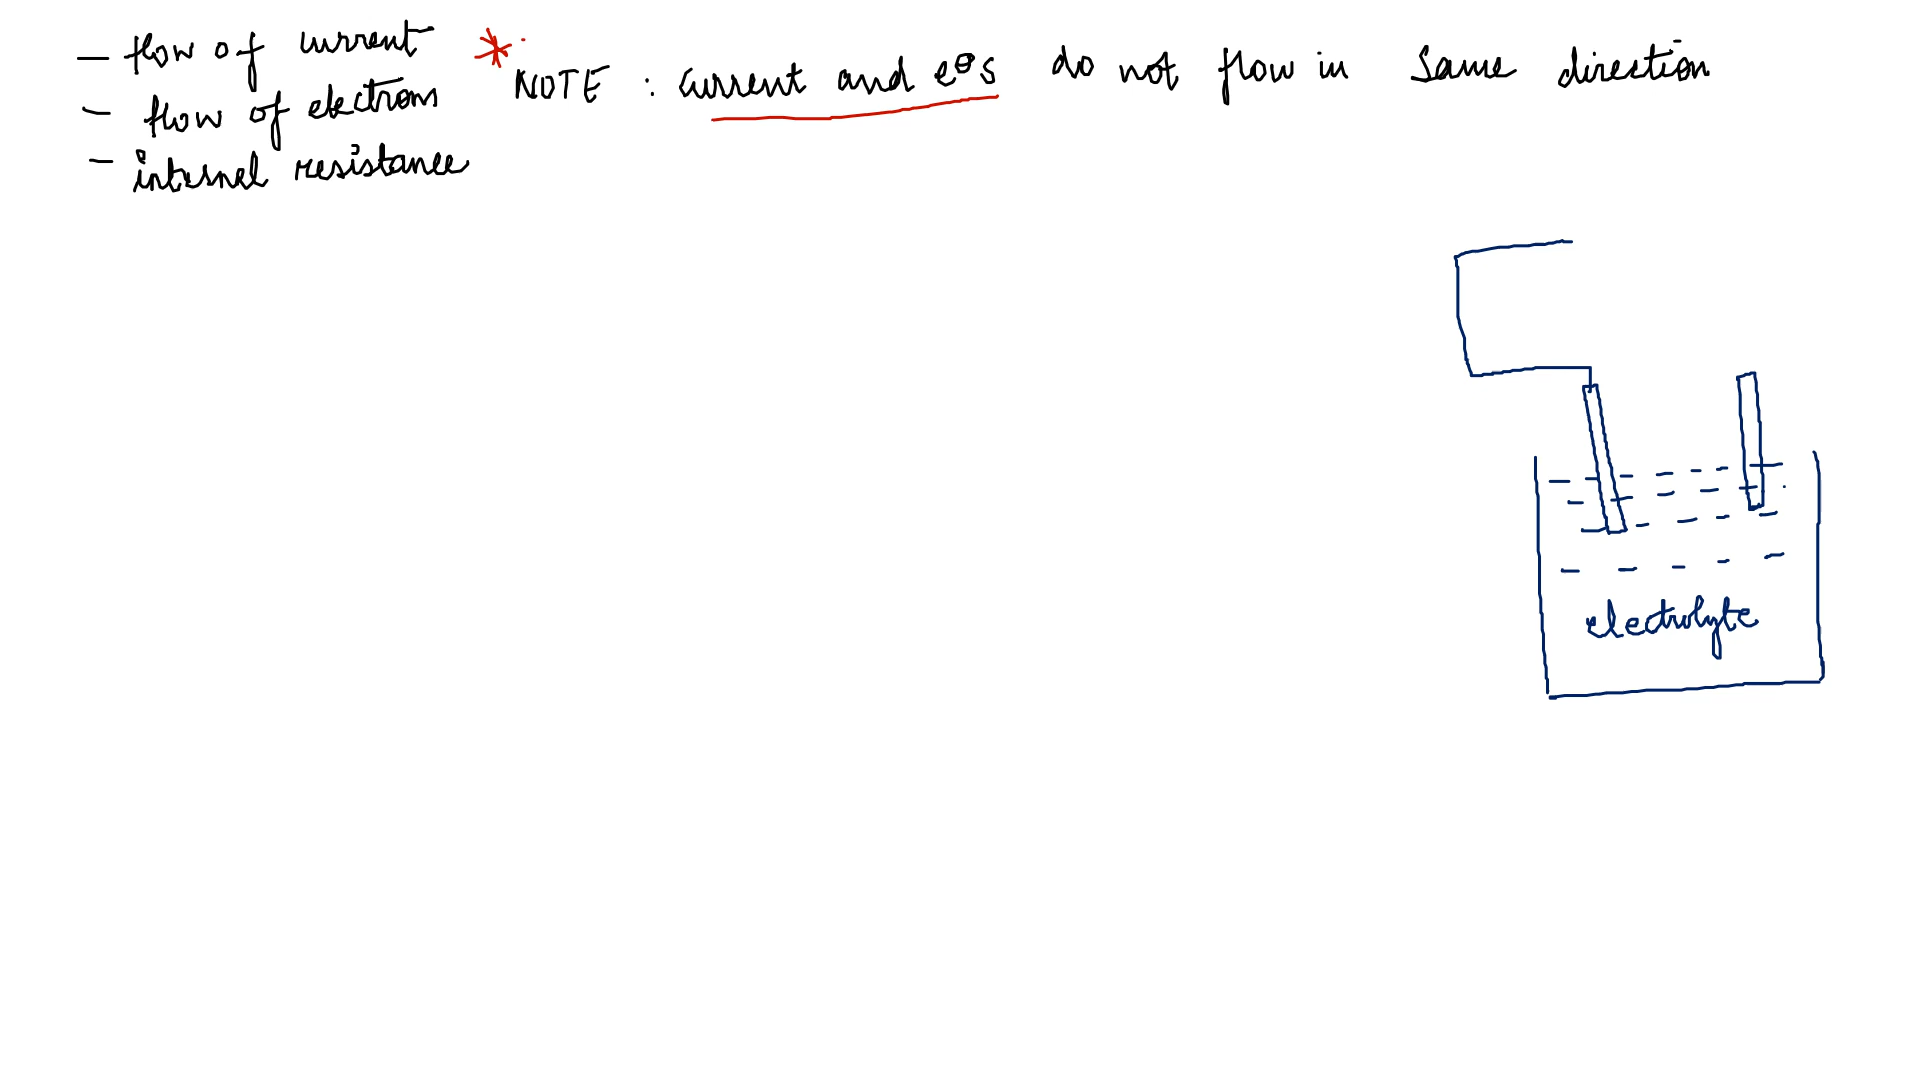 — flow of current
— flow of electrons
— internal resistance
* NOTE : current and e⊖s do not flow in same direction
electrolyte